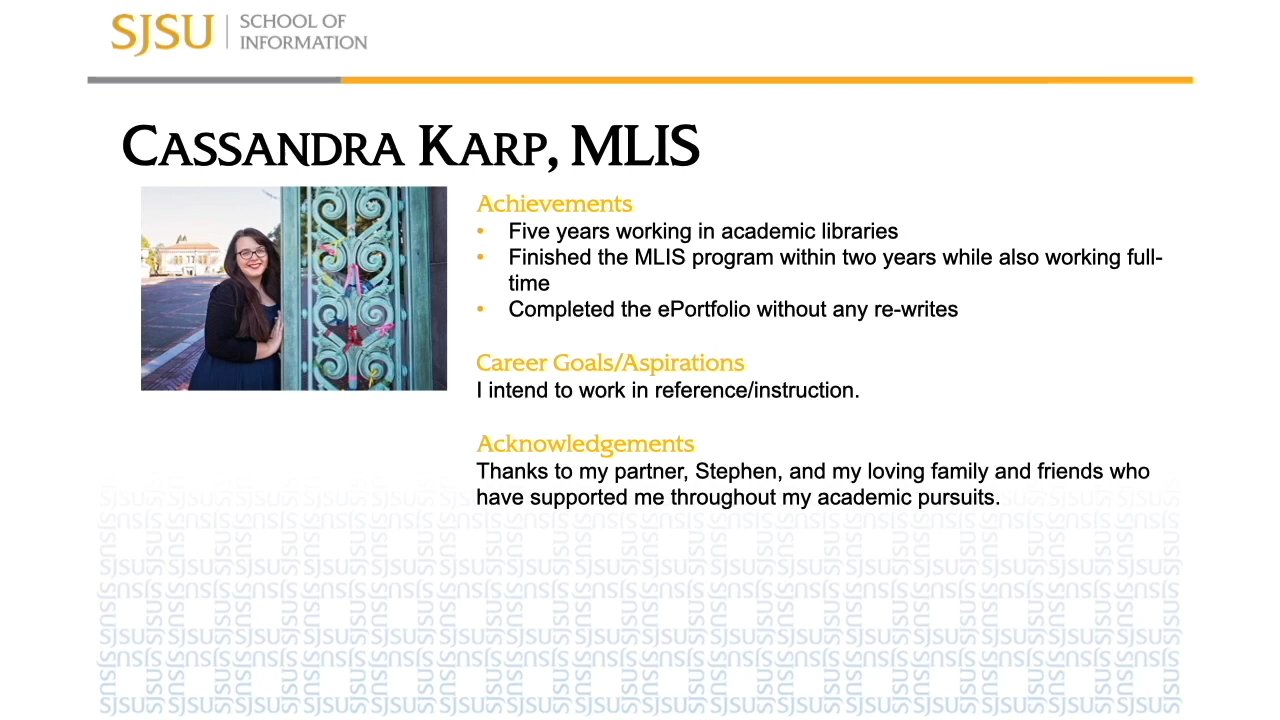 SJSU
SCHOOL OF
INFORMATION
CASSANDRA KARP, MLIS
Achievements
• Five years working in academic libraries
• Finished the MLIS program within two years while also working full-
time
• Completed the ePortfolio without any re-writes
Career Goals/Aspirations
I intend to work in reference/instruction.
Acknowledgements
Thanks to my partner, Stephen, and my loving family and friends who
have supported me throughout my academic pursuits.